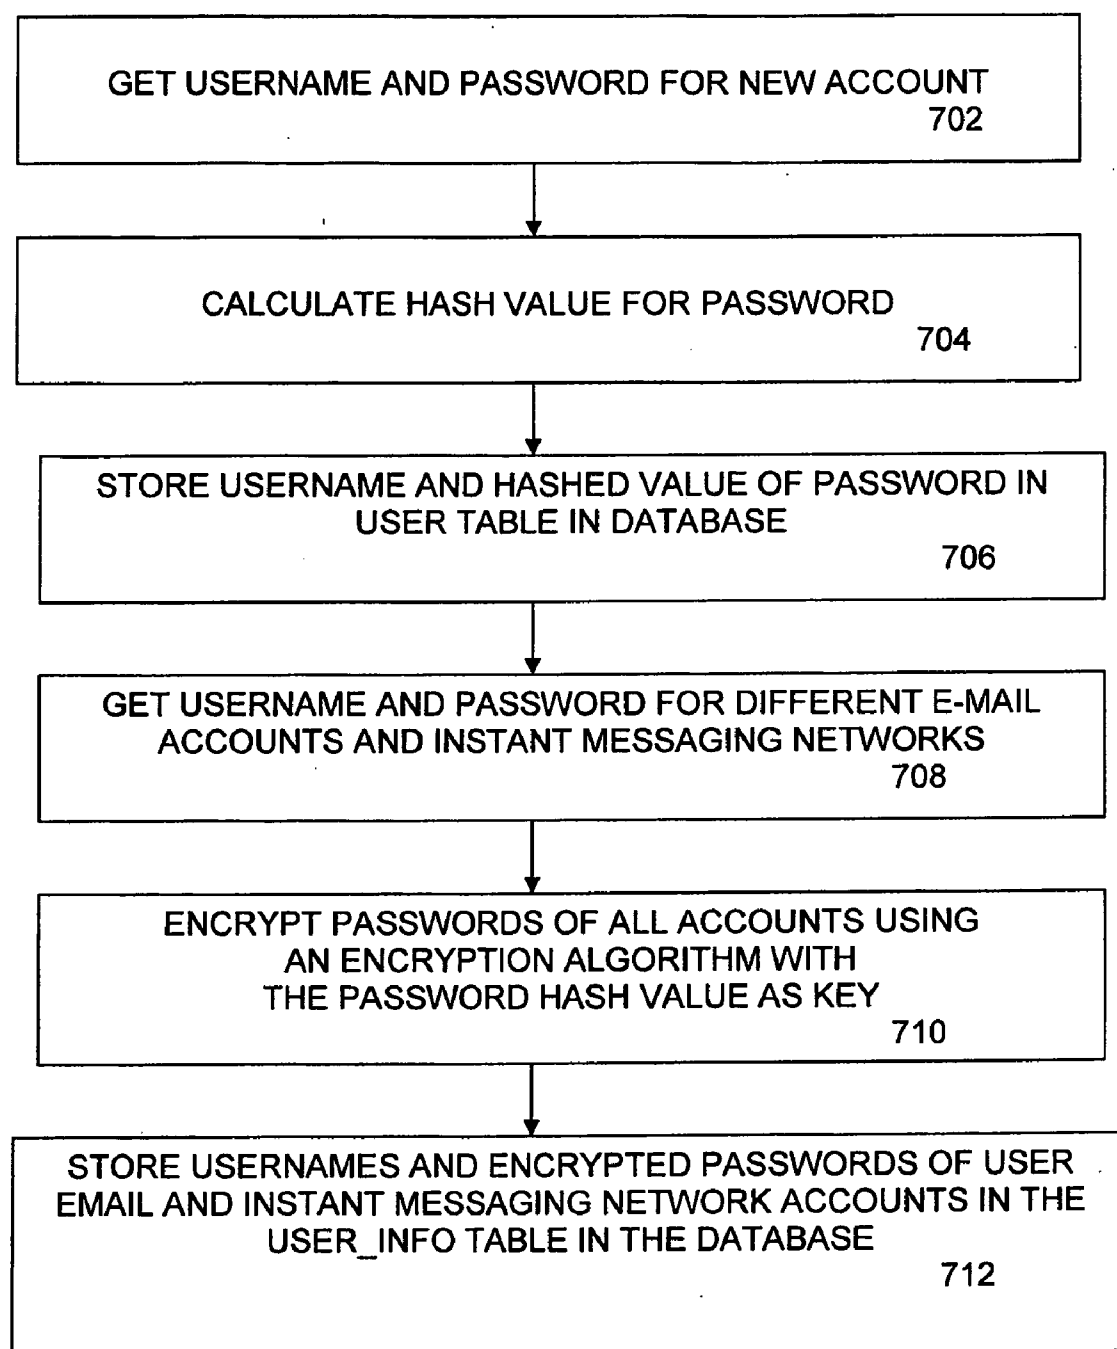 GET USERNAME AND PASSWORD FOR NEW ACCOUNT
702
CALCULATE HASH VALUE FOR PASSWORD
704
STORE USERNAME AND HASHED VALUE OF PASSWORD IN
USER TABLE IN DATABASE
706
GET USERNAME AND PASSWORD FOR DIFFERENT E-MAIL
ACCOUNTS AND INSTANT MESSAGING NETWORKS
708
ENCRYPT PASSWORDS OF ALL ACCOUNTS USING
AN ENCRYPTION ALGORITHM WITH
THE PASSWORD HASH VALUE AS KEY
710
STORE USERNAMES AND ENCRYPTED PASSWORDS OF USER
EMAIL AND INSTANT MESSAGING NETWORK ACCOUNTS IN THE
USER_INFO TABLE IN THE DATABASE
712